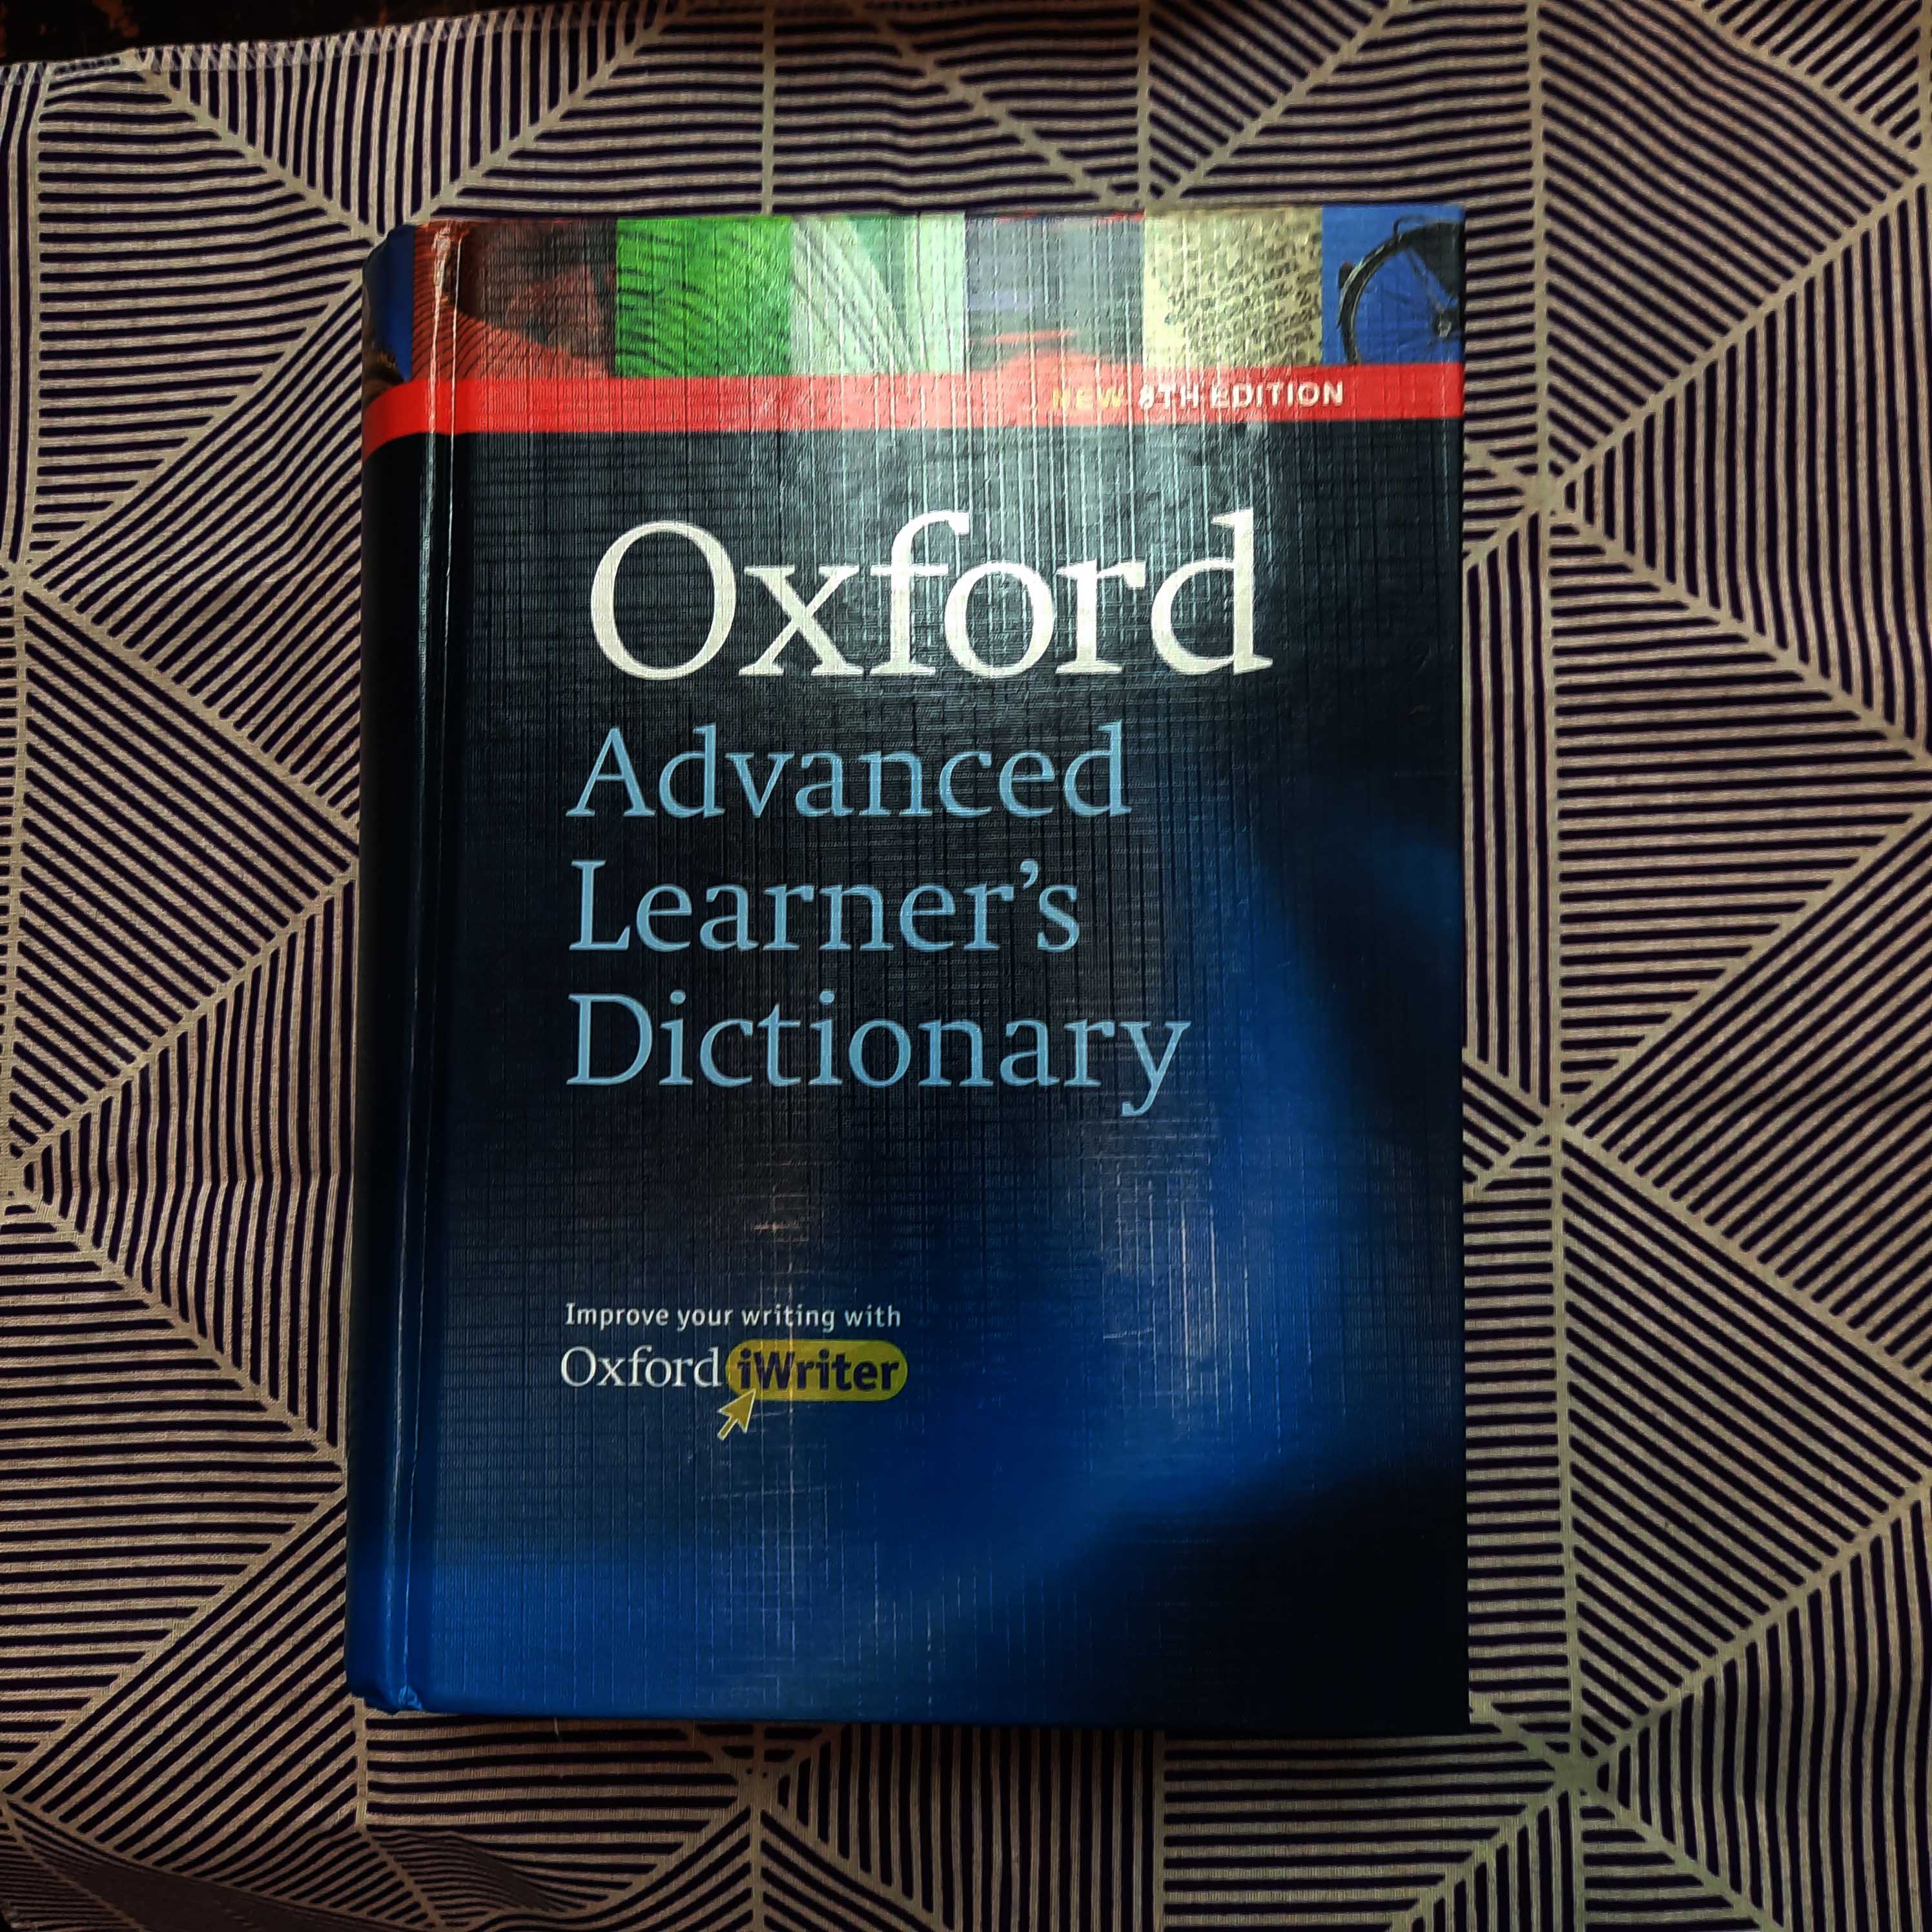 NEW 8TH EDITION
Oxford
Advanced
Learner's
Dictionary
Improve your writing with
Oxford iWriter